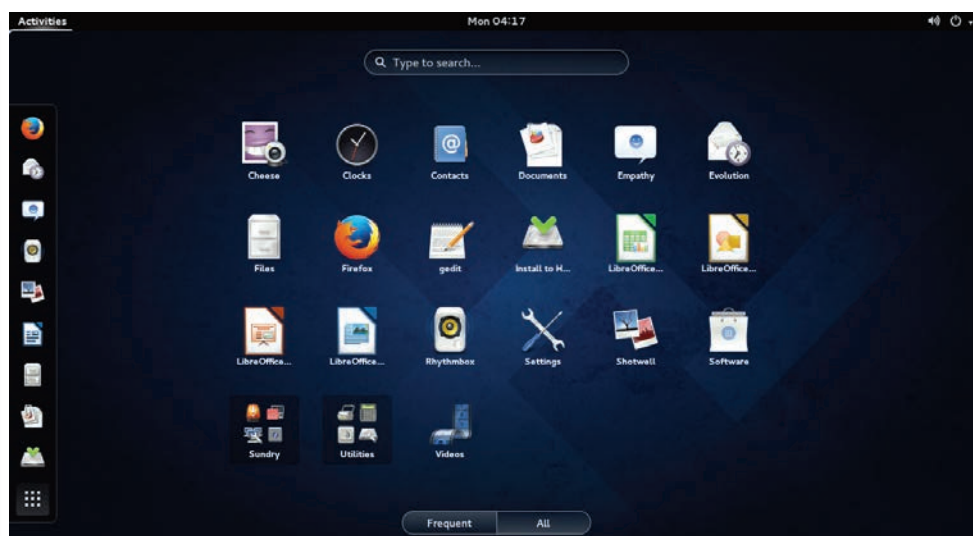 Activities Mon 04:17
Type to search...
Cheese Clocks Contacts Documents Empathy Evolution
Files Firefox gedit Install to H... LibreOffice... LibreOffice...
LibreOffice... LibreOffice... Rhythmbox Settings Shotwell Software
Sundry Utilities Videos
Frequent All